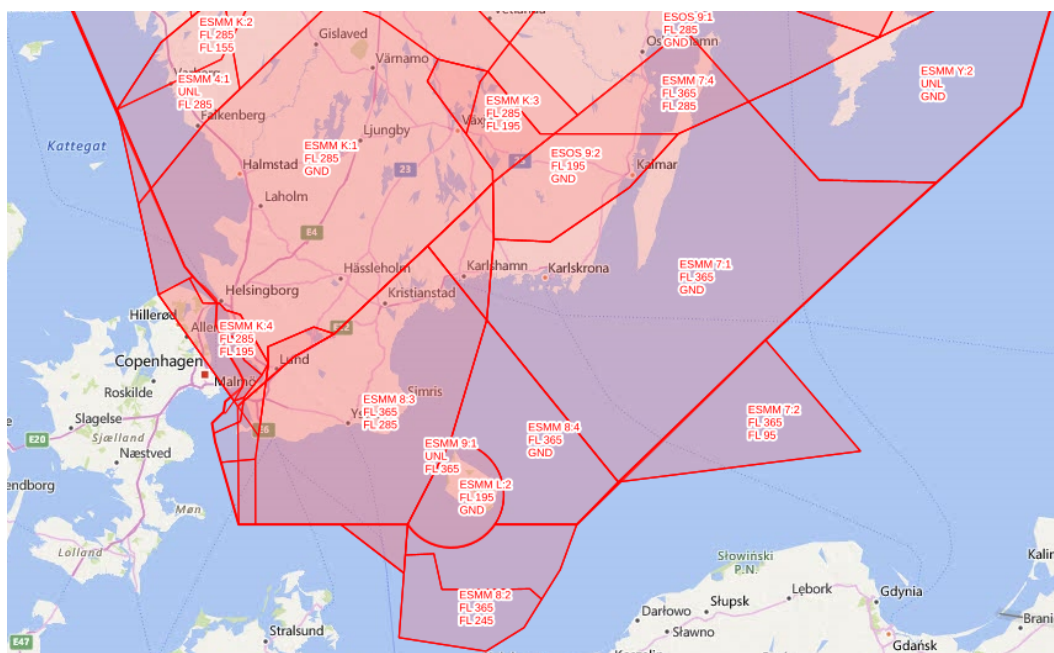 Vetlanda
ESMM K:2
FL 285
FL 155
ESOS 9:1
FL 285
GND
Gislaved
Värnamo
ESMM 4:1
UNL
FL 285
ESMM 7:4
FL 365
FL 285
ESMM Y:2
UNL
GND
Falkenberg
ESMM K:3
FL 285
FL 195
Kattegat
Ljungby
ESMM K:1
FL 285
GND
23
ESOS 9:2
FL 195
GND
Halmstad
Kalmar
Laholm
E4
Hässleholm
Karlshamn
Karlskrona
ESMM 7:1
FL 365
GND
Helsingborg
Kristianstad
Hillerød
ESMM K:4
FL 285
FL 195
Copenhagen
Lund
Malmö
Roskilde
Simris
ESMM 8:3
FL 365
FL 285
ESMM 7:2
FL 365
FL 95
Slagelse
ESMM 8:4
FL 365
GND
E20
Sjælland
ESMM 9:1
UNL
FL 365
Næstved
ESMM L:2
FL 195
GND
Møn
Lolland
Słowiński
P.N.
ESMM 8:2
FL 365
FL 245
Lębork
Gdynia
Darłowo
Słupsk
Sławno
Stralsund
E47
Gdańsk